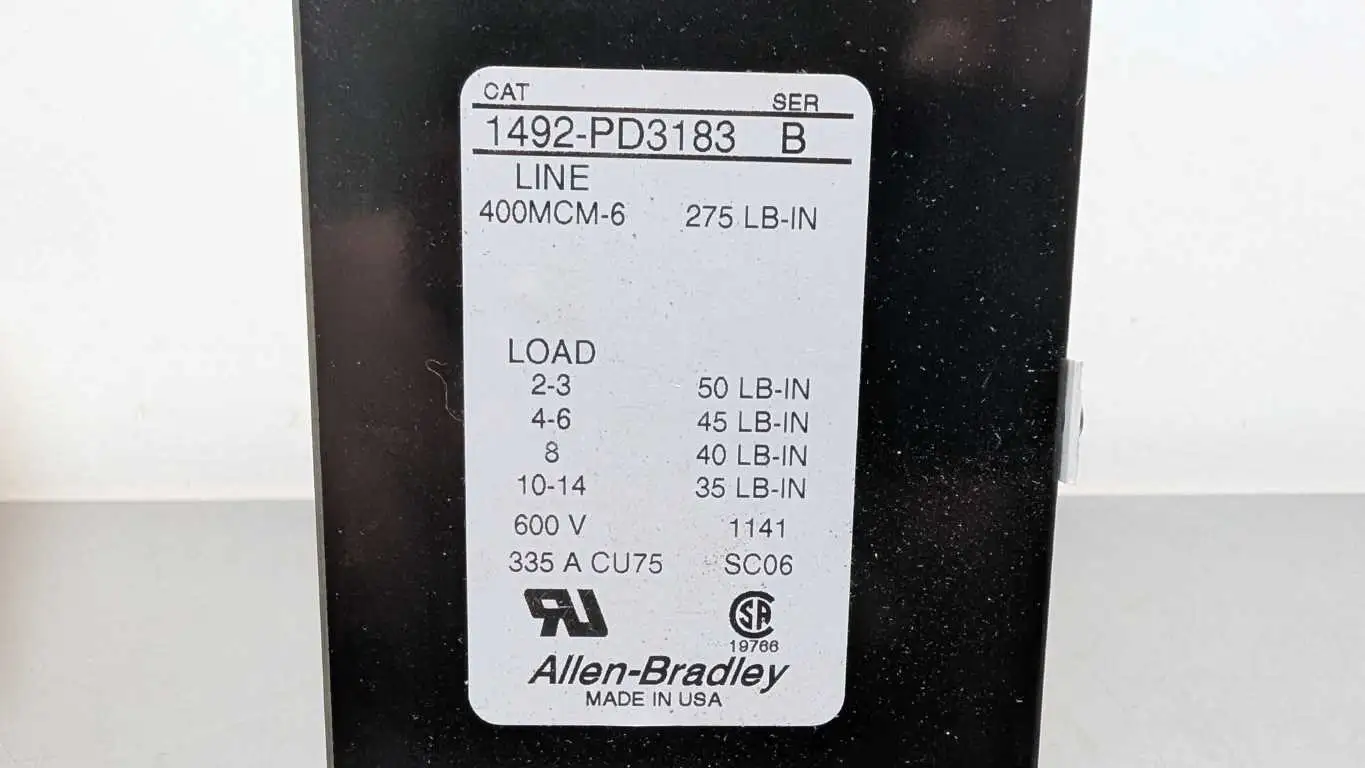 CAT SER
1492-PD3183 B
LINE
400MCM-6 275 LB-IN
LOAD
2-3 50 LB-IN
4-6 45 LB-IN
8 40 LB-IN
10-14 35 LB-IN
600 V 1141
335 A CU75 SC06
RU SA
19766
Allen-Bradley
MADE IN USA